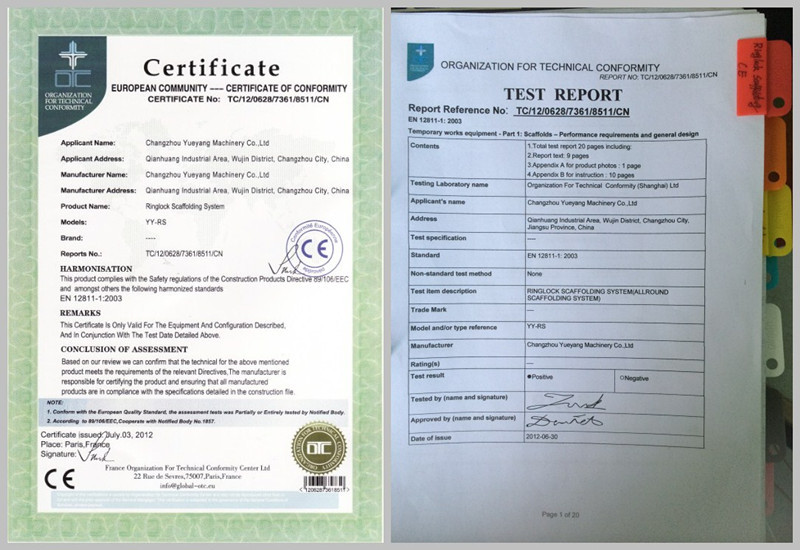 OTC
ORGANIZATION
FOR TECHNICAL
CONFORMITY
Certificate
EUROPEAN COMMUNITY ---- CERTIFICATE OF CONFORMITY
CERTIFICATE No: TC/12/0628/7361/8511/CN
Applicant Name: Changzhou Yueyang Machinery Co.,Ltd
Applicant Address: Qianhuang Industrial Area, Wujin District, Changzhou City, China
Manufacturer Name: Changzhou Yueyang Machinery Co.,Ltd
Manufacturer Address: Qianhuang Industrial Area, Wujin District, Changzhou City, China
Product Name: Ringlock Scaffolding System
Models: YY-RS
Brand: ----
Reports No.: TC/12/0628/7361/8511/CN
CE
HARMONISATION
This product complies with the Safety regulations of the Construction Products Directive 89/106/EEC
and amongst others the following harmonized standards
EN 12811-1:2003
REMARKS
This Certificate Is Only Valid For The Equipment And Configuration Described,
And In Conjunction With The Test Date Detailed Above.
CONCLUSION OF ASSESSMENT
Based on our review we can confirm that the technical for the above mentioned
product meets the requirements of the relevant Directives,The manufacturer is
responsible for certifying the product and ensuring that all manufactured
products are in compliance with the specifications detailed in the construction file.
NOTE:
1. Conform with the European Quality Standard, the assessment tests was Partially or Entirely tested by Notified Body.
2. According to 89/106/EEC,Cooperate with Notified Body No.1857.
Certificate issued:July.03, 2012
Place: Paris,France
Signature:
CE
OTC
France Organization For Technical Conformity Center Ltd
22 Rue de Sevres,75007,Paris,France
info@global-otc.eu
ORGANIZATION FOR TECHNICAL CONFORMITY
REPORT NO: TC/12/0628/7361/8511/CN
TEST REPORT
Report Reference No: TC/12/0628/7361/8511/CN
EN 12811-1: 2003
Temporary works equipment - Part 1: Scaffolds – Performance requirements and general design
Contents
1.Total test report 20 pages including:
2.Report text: 9 pages
3.Appendix A for product photos : 1 page
4.Appendix B for instruction : 10 pages
Testing Laboratory name Organization For Technical Conformity (Shanghai) Ltd
Applicant's name Changzhou Yueyang Machinery Co.,Ltd
Address Qianhuang Industrial Area, Wujin District, Changzhou City,
Jiangsu Province, China
Test specification ----
Standard EN 12811-1: 2003
Non-standard test method None
Test item description RINGLOCK SCAFFOLDING SYSTEM(ALLROUND
SCAFFOLDING SYSTEM)
Trade Mark ----
Model and/or type reference YY-RS
Manufacturer Changzhou Yueyang Machinery Co.,Ltd
Rating(s) ----
Test result Positive Negative
Tested by (name and signature)
Approved by (name and signature)
Date of issue 2012-06-30
Page 1 of 20
CE